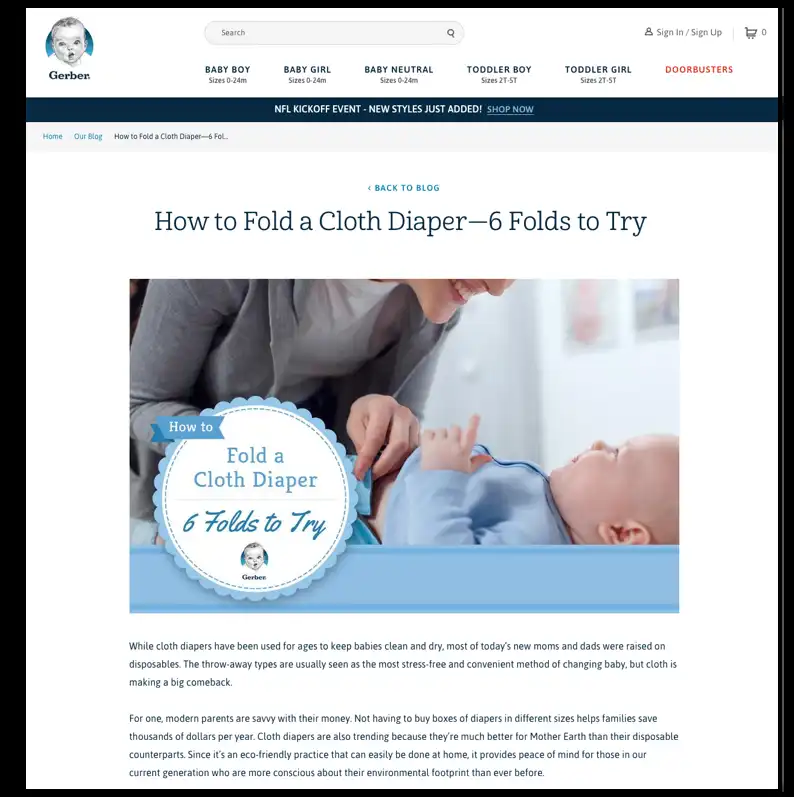 Gerber.
Search
Sign In / Sign Up
0
BABY BOY
Sizes 0-24m
BABY GIRL
Sizes 0-24m
BABY NEUTRAL
Sizes 0-24m
TODDLER BOY
Sizes 2T-5T
TODDLER GIRL
Sizes 2T-5T
DOORBUSTERS
NFL KICKOFF EVENT - NEW STYLES JUST ADDED! SHOP NOW
Home Our Blog How to Fold a Cloth Diaper—6 Fol...
‹ BACK TO BLOG
How to Fold a Cloth Diaper—6 Folds to Try
How to
Fold a
Cloth Diaper
6 Folds to Try
Gerber.
While cloth diapers have been used for ages to keep babies clean and dry, most of today's new moms and dads were raised on
disposables. The throw-away types are usually seen as the most stress-free and convenient method of changing baby, but cloth is
making a big comeback.
For one, modern parents are savvy with their money. Not having to buy boxes of diapers in different sizes helps families save
thousands of dollars per year. Cloth diapers are also trending because they're much better for Mother Earth than their disposable
counterparts. Since it's an eco-friendly practice that can easily be done at home, it provides peace of mind for those in our
current generation who are more conscious about their environmental footprint than ever before.